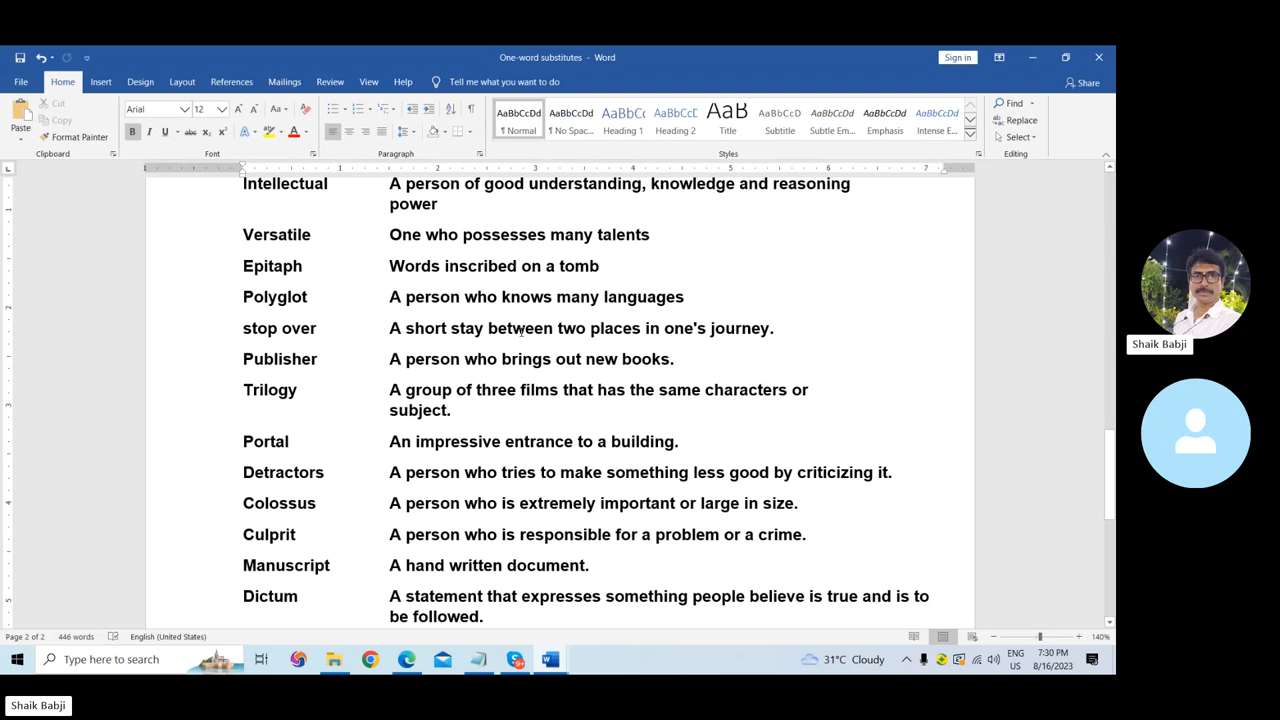 One-word substitutes - Word
Sign in
File Home Insert Design Layout References Mailings Review View Help Tell me what you want to do
Share
Paste
Cut
Copy
Format Painter
Arial 12
AaBbCcDd AaBbCcDd AaBbCc AaBbCcC AaB AaBbCcD AaBbCcDd AaBbCcDd AaBbCcDd
¶ Normal ¶ No Spac... Heading 1 Heading 2 Title Subtitle Subtle Em... Emphasis Intense E...
Find
Replace
Select
Clipboard Font Paragraph Styles Editing
1 1 2 3 4 5 6 7
Intellectual A person of good understanding, knowledge and reasoning
power
Versatile One who possesses many talents
Epitaph Words inscribed on a tomb
Polyglot A person who knows many languages
stop over A short stay between two places in one's journey.
Publisher A person who brings out new books.
Trilogy A group of three films that has the same characters or
subject.
Portal An impressive entrance to a building.
Detractors A person who tries to make something less good by criticizing it.
Colossus A person who is extremely important or large in size.
Culprit A person who is responsible for a problem or a crime.
Manuscript A hand written document.
Dictum A statement that expresses something people believe is true and is to
be followed.
Page 2 of 2 446 words English (United States) 140%
Type here to search
31°C Cloudy
ENG
US
7:30 PM
8/16/2023
Shaik Babji
Shaik Babji